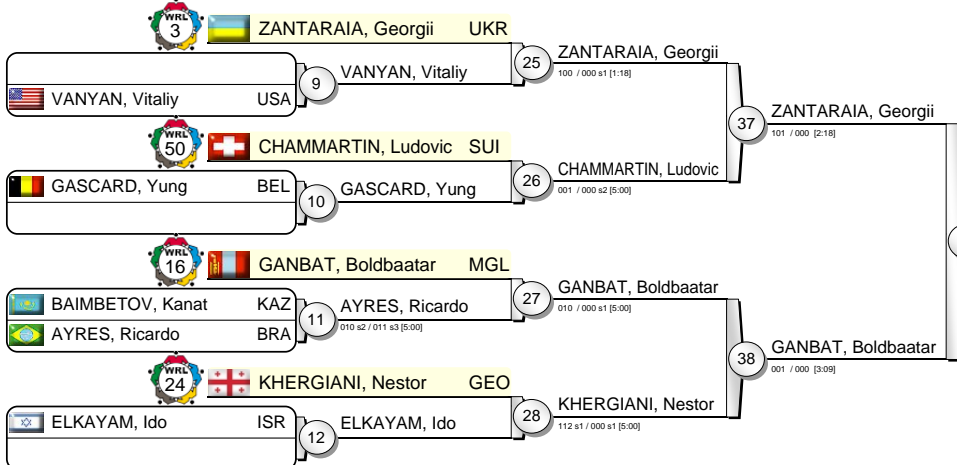 WRL
3
ZANTARAIA, Georgii UKR
VANYAN, Vitaliy USA
9
VANYAN, Vitaliy
25
ZANTARAIA, Georgii
100 / 000 s1 [1:18]
WRL
50
CHAMMARTIN, Ludovic SUI
GASCARD, Yung BEL
10
GASCARD, Yung
26
CHAMMARTIN, Ludovic
001 / 000 s2 [5:00]
37
ZANTARAIA, Georgii
101 / 000 [2:18]
WRL
16
GANBAT, Boldbaatar MGL
BAIMBETOV, Kanat KAZ
AYRES, Ricardo BRA
11
AYRES, Ricardo
010 s2 / 011 s3 [5:00]
27
GANBAT, Boldbaatar
010 / 000 s1 [5:00]
WRL
24
KHERGIANI, Nestor GEO
ELKAYAM, Ido ISR
12
ELKAYAM, Ido
28
KHERGIANI, Nestor
112 s1 / 000 s1 [5:00]
38
GANBAT, Boldbaatar
001 / 000 [3:09]